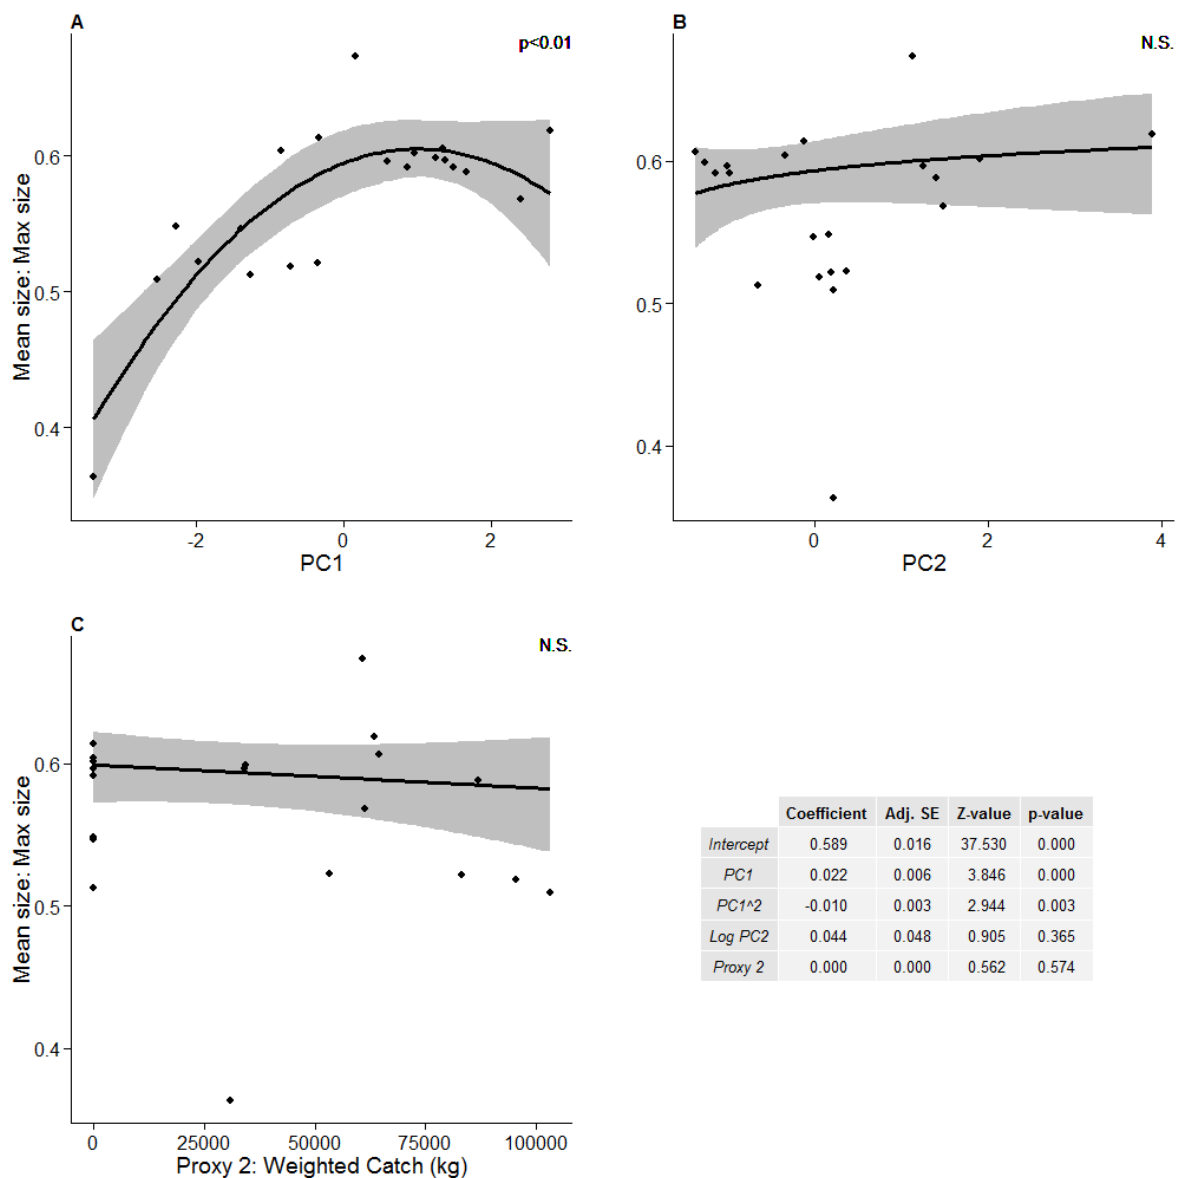 A
p<0.01
Mean size: Max size
0.6
0.5
0.4
-2 0 2
PC1
B
N.S.
0.6
0.5
0.4
0 2 4
PC2
C
N.S.
Mean size: Max size
0.6
0.5
0.4
0 25000 50000 75000 100000
Proxy 2: Weighted Catch (kg)
Coefficient Adj. SE Z-value p-value
Intercept 0.589 0.016 37.530 0.000
PC1 0.022 0.006 3.846 0.000
PC1^2 -0.010 0.003 2.944 0.003
Log PC2 0.044 0.048 0.905 0.365
Proxy 2 0.000 0.000 0.562 0.574